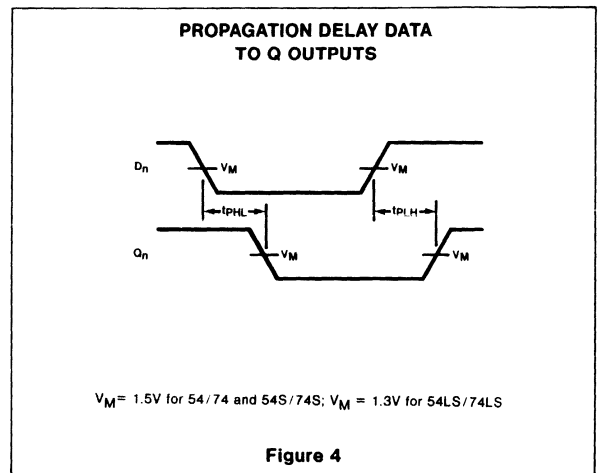 PROPAGATION DELAY DATA
TO Q OUTPUTS
Dn
VM
VM
tPHL
tPLH
Qn
VM
VM
VM = 1.5V for 54/74 and 54S/74S; VM = 1.3V for 54LS/74LS
Figure 4